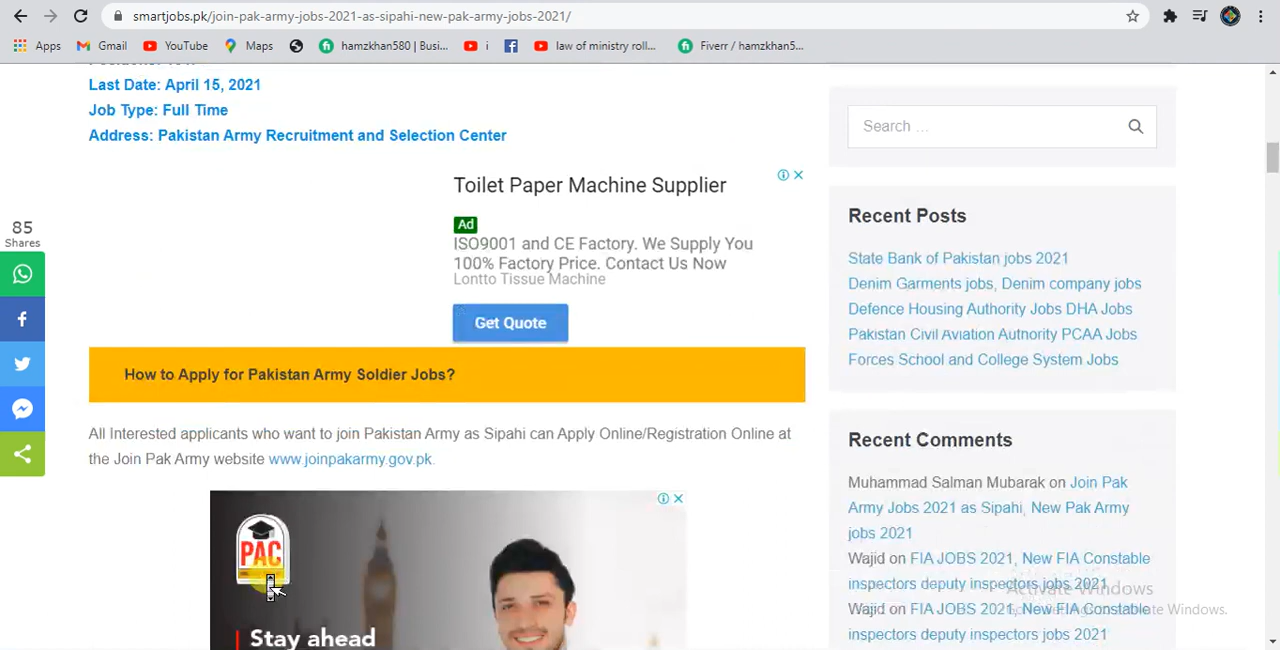 smartjobs.pk/join-pak-army-jobs-2021-as-sipahi-new-pak-army-jobs-2021/
Apps
Gmail
YouTube
Maps
hamzkhan580 | Busi...
i
law of ministry roll...
Fiverr / hamzkhan5...
Last Date: April 15, 2021
Job Type: Full Time
Address: Pakistan Army Recruitment and Selection Center
Toilet Paper Machine Supplier
Ad
ISO9001 and CE Factory. We Supply You
100% Factory Price. Contact Us Now
Lontto Tissue Machine
Get Quote
85
Shares
How to Apply for Pakistan Army Soldier Jobs?
All Interested applicants who want to join Pakistan Army as Sipahi can Apply Online/Registration Online at
the Join Pak Army website www.joinpakarmy.gov.pk.
PAC
Stay ahead
Search ...
Recent Posts
State Bank of Pakistan jobs 2021
Denim Garments jobs, Denim company jobs
Defence Housing Authority Jobs DHA Jobs
Pakistan Civil Aviation Authority PCAA Jobs
Forces School and College System Jobs
Recent Comments
Muhammad Salman Mubarak on Join Pak
Army Jobs 2021 as Sipahi, New Pak Army
jobs 2021
Wajid on FIA JOBS 2021, New FIA Constable
inspectors deputy inspectors jobs 2021
Activate Windows
Wajid on FIA JOBS 2021, New FIA Constable
inspectors deputy inspectors jobs 2021